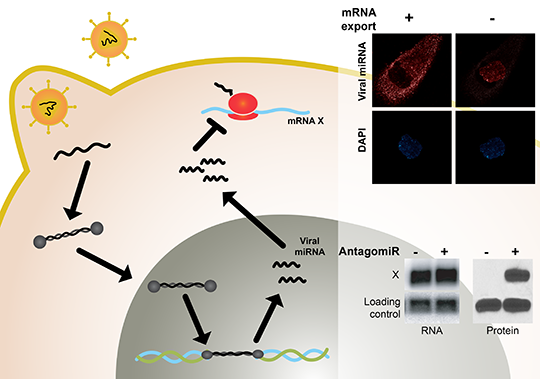 mRNA
export
+ -
Viral miRNA
mRNA X
DAPI
Viral
miRNA
AntagomiR - + - +
X
Loading
control
RNA Protein